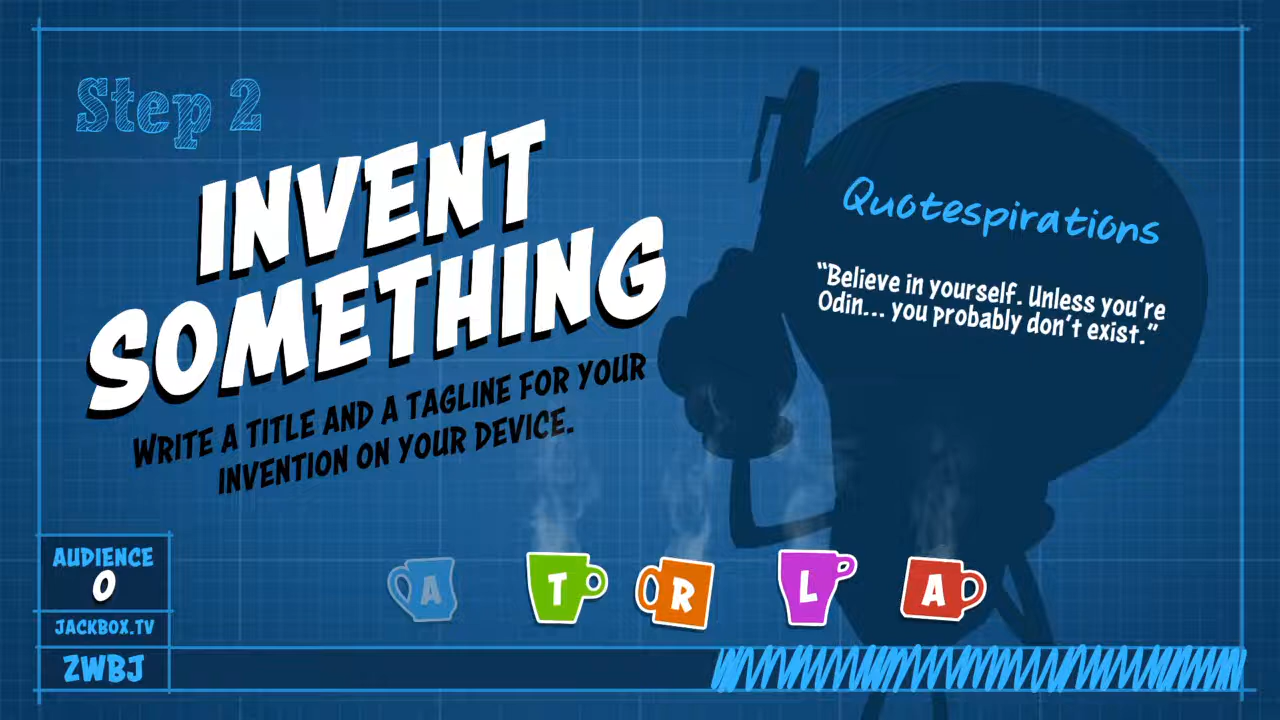 Step 2
INVENT
SOMETHING
WRITE A TITLE AND A TAGLINE FOR YOUR
INVENTION ON YOUR DEVICE.
Quotespirations
“Believe in yourself. Unless you’re
Odin... you probably don’t exist.”
AUDIENCE
0
JACKBOX.TV
ZWBJ
A T R L A